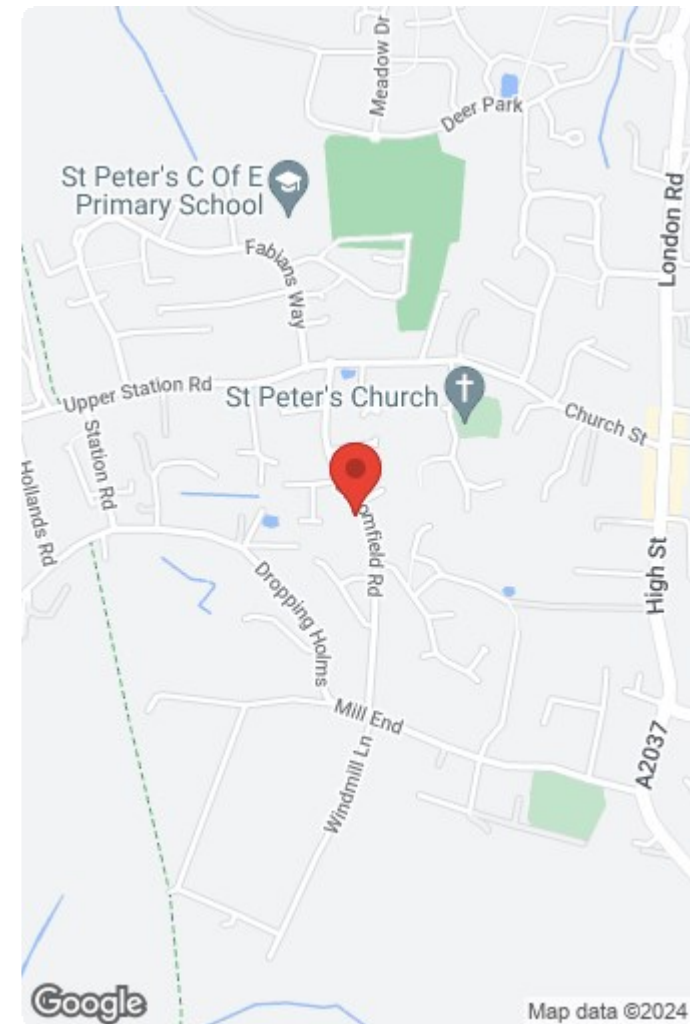 Meadow Dr
Deer Park
St Peter's C Of E
Primary School
London Rd
Fabians Way
Upper Station Rd
St Peter's Church
Church St
Station Rd
Hollands Rd
omfield Rd
High St
Dropping Holms
Mill End
A2037
Windmill Ln
Google
Map data ©2024